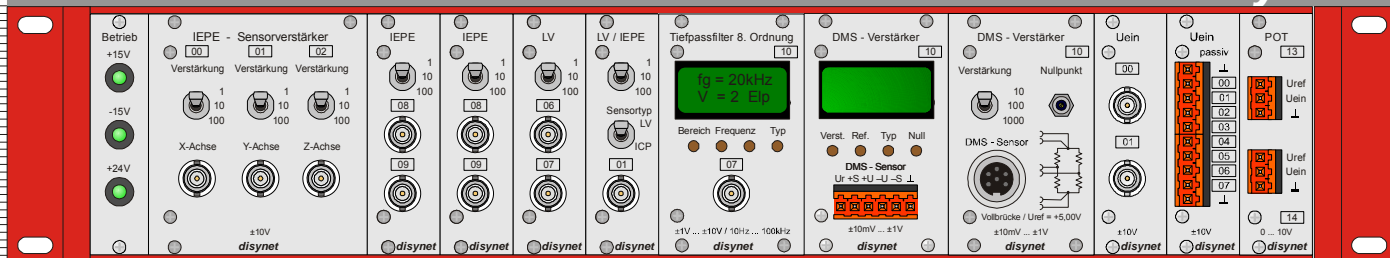 Betrieb
+15V
-15V
+24V
IEPE - Sensorverstärker
00 01 02
Verstärkung Verstärkung Verstärkung
1 1 1
10 10 10
100 100 100
X-Achse Y-Achse Z-Achse
±10V
disynet
IEPE
1
10
100
08
09
disynet
IEPE
1
10
100
08
09
disynet
LV
1
10
100
06
07
disynet
LV / IEPE
1
10
100
Sensortyp
LV
ICP
01
disynet
Tiefpassfilter 8. Ordnung
10
fg = 20kHz
V = 2 Elp
Bereich Frequenz Typ
07
±1V ... ±10V / 10Hz ... 100kHz
disynet
DMS - Verstärker
10
Verst. Ref. Typ Null
DMS - Sensor
Ur +S +U –U –S ⊥
±10mV ... ±1V
disynet
DMS - Verstärker
10
Verstärkung Nullpunkt
10
100
1000
DMS - Sensor
Vollbrücke / Uref = +5,00V
±10mV ... ±1V
disynet
Uein
00
01
±10V
disynet
Uein
passiv
⊥
00
01
02
03
04
05
06
07
⊥
±10V
disynet
POT
13
Uref
Uein
⊥
Uref
Uein
⊥
14
0 ... 10V
disynet